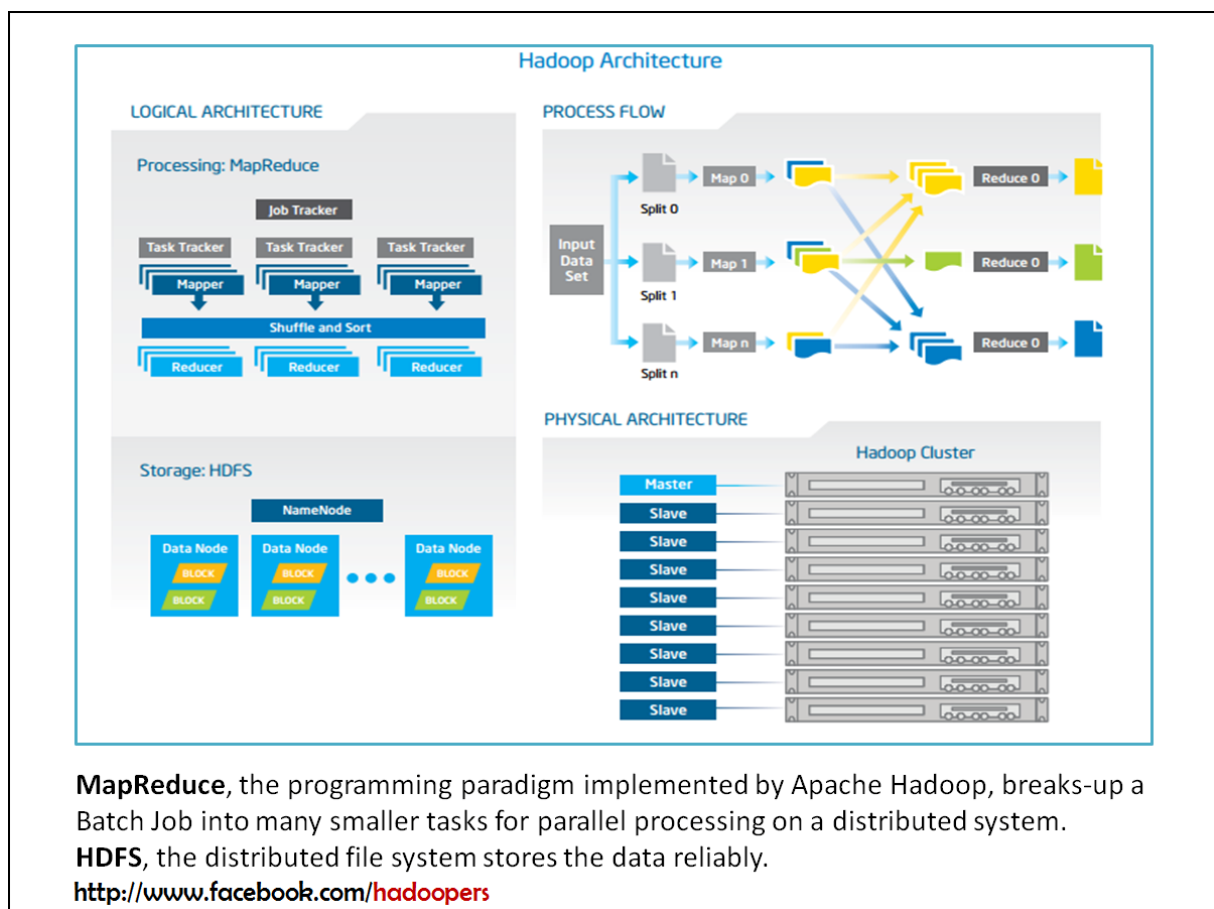 Hadoop Architecture
LOGICAL ARCHITECTURE
Processing: MapReduce
Job Tracker
Task Tracker Task Tracker Task Tracker
Mapper Mapper Mapper
Shuffle and Sort
Reducer Reducer Reducer
Storage: HDFS
NameNode
Data Node Data Node Data Node
BLOCK BLOCK BLOCK
BLOCK BLOCK BLOCK
PROCESS FLOW
Input
Data
Set
Split 0
Map 0
Reduce 0
Split 1
Map 1
Reduce 0
Split n
Map n
Reduce 0
PHYSICAL ARCHITECTURE
Hadoop Cluster
Master
Slave
Slave
Slave
Slave
Slave
Slave
Slave
Slave
MapReduce, the programming paradigm implemented by Apache Hadoop, breaks-up a
Batch Job into many smaller tasks for parallel processing on a distributed system.
HDFS, the distributed file system stores the data reliably.
http://www.facebook.com/hadoopers